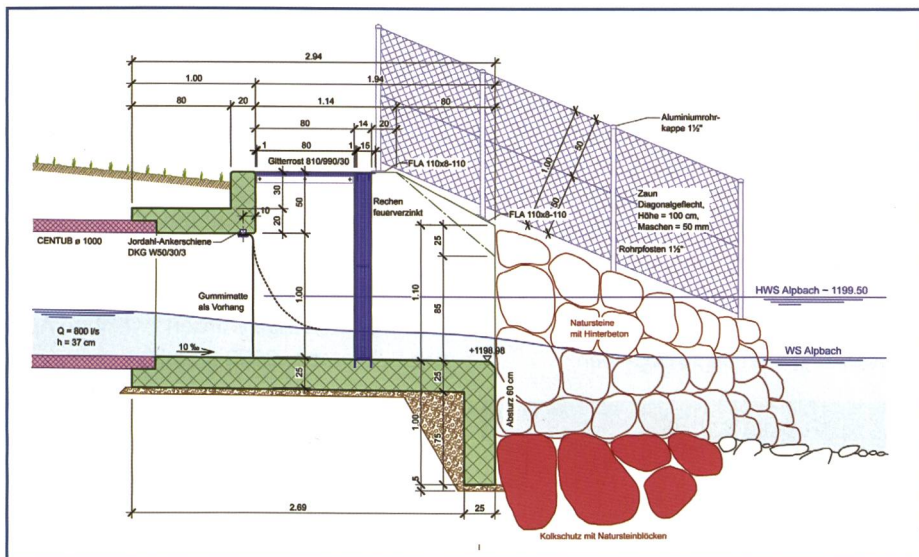 2.94
1.00
1.94
80
20
1.14
80
80
14
20
1
80
1
15
Gitterrost 810/990/30
FLA 110x8-110
Aluminiumrohr-
kappe 1½"
1.00
50
50
Zaun
Diagonalgeflecht,
Höhe = 100 cm,
Maschen = 50 mm
FLA 110x8-110
Rohrpfosten 1½"
Rechen
feuerverzinkt
30
20
50
10
CENTUB ø 1000
Jordahl-Ankerschiene
DKG W50/30/3
Gummimatte
als Vorhang
1.00
25
1.10
25
85
25
HWS Alpbach ~ 1199.50
Natursteine
mit Hinterbeton
Q = 800 l/s
h = 37 cm
10 ‰
+1198.98
WS Alpbach
Absturz 60 cm
1.00
75
5
2.69
25
Kolkschutz mit Natursteinblöcken